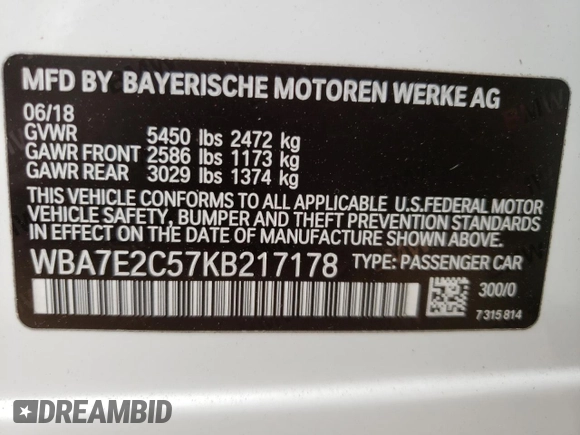 MFD BY BAYERISCHE MOTOREN WERKE AG
06/18
GVWR 5450 lbs 2472 kg
GAWR FRONT 2586 lbs 1173 kg
GAWR REAR 3029 lbs 1374 kg
THIS VEHICLE CONFORMS TO ALL APPLICABLE U.S.FEDERAL MOTOR
VEHICLE SAFETY, BUMPER AND THEFT PREVENTION STANDARDS
IN EFFECT ON THE DATE OF MANUFACTURE SHOWN ABOVE.
WBA7E2C57KB217178 TYPE: PASSENGER CAR
300/0
7 315 814
DREAMBID